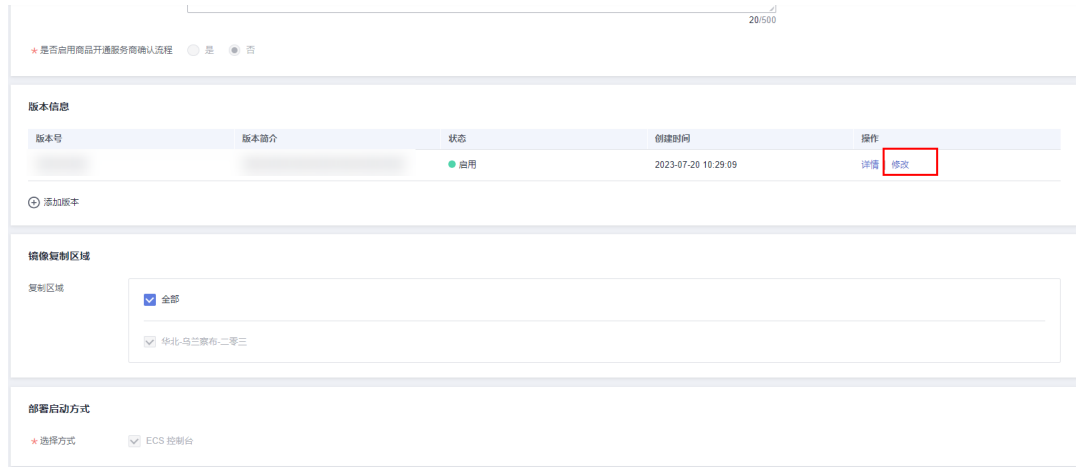 20/500
* 是否启用商品开通服务商确认流程 是 否
版本信息
版本号 版本简介 状态 创建时间 操作
启用 2023-07-20 10:29:09 详情 修改
添加版本
镜像复制区域
复制区域
全部
华北-乌兰察布-二零三
部署启动方式
* 选择方式 ECS 控制台